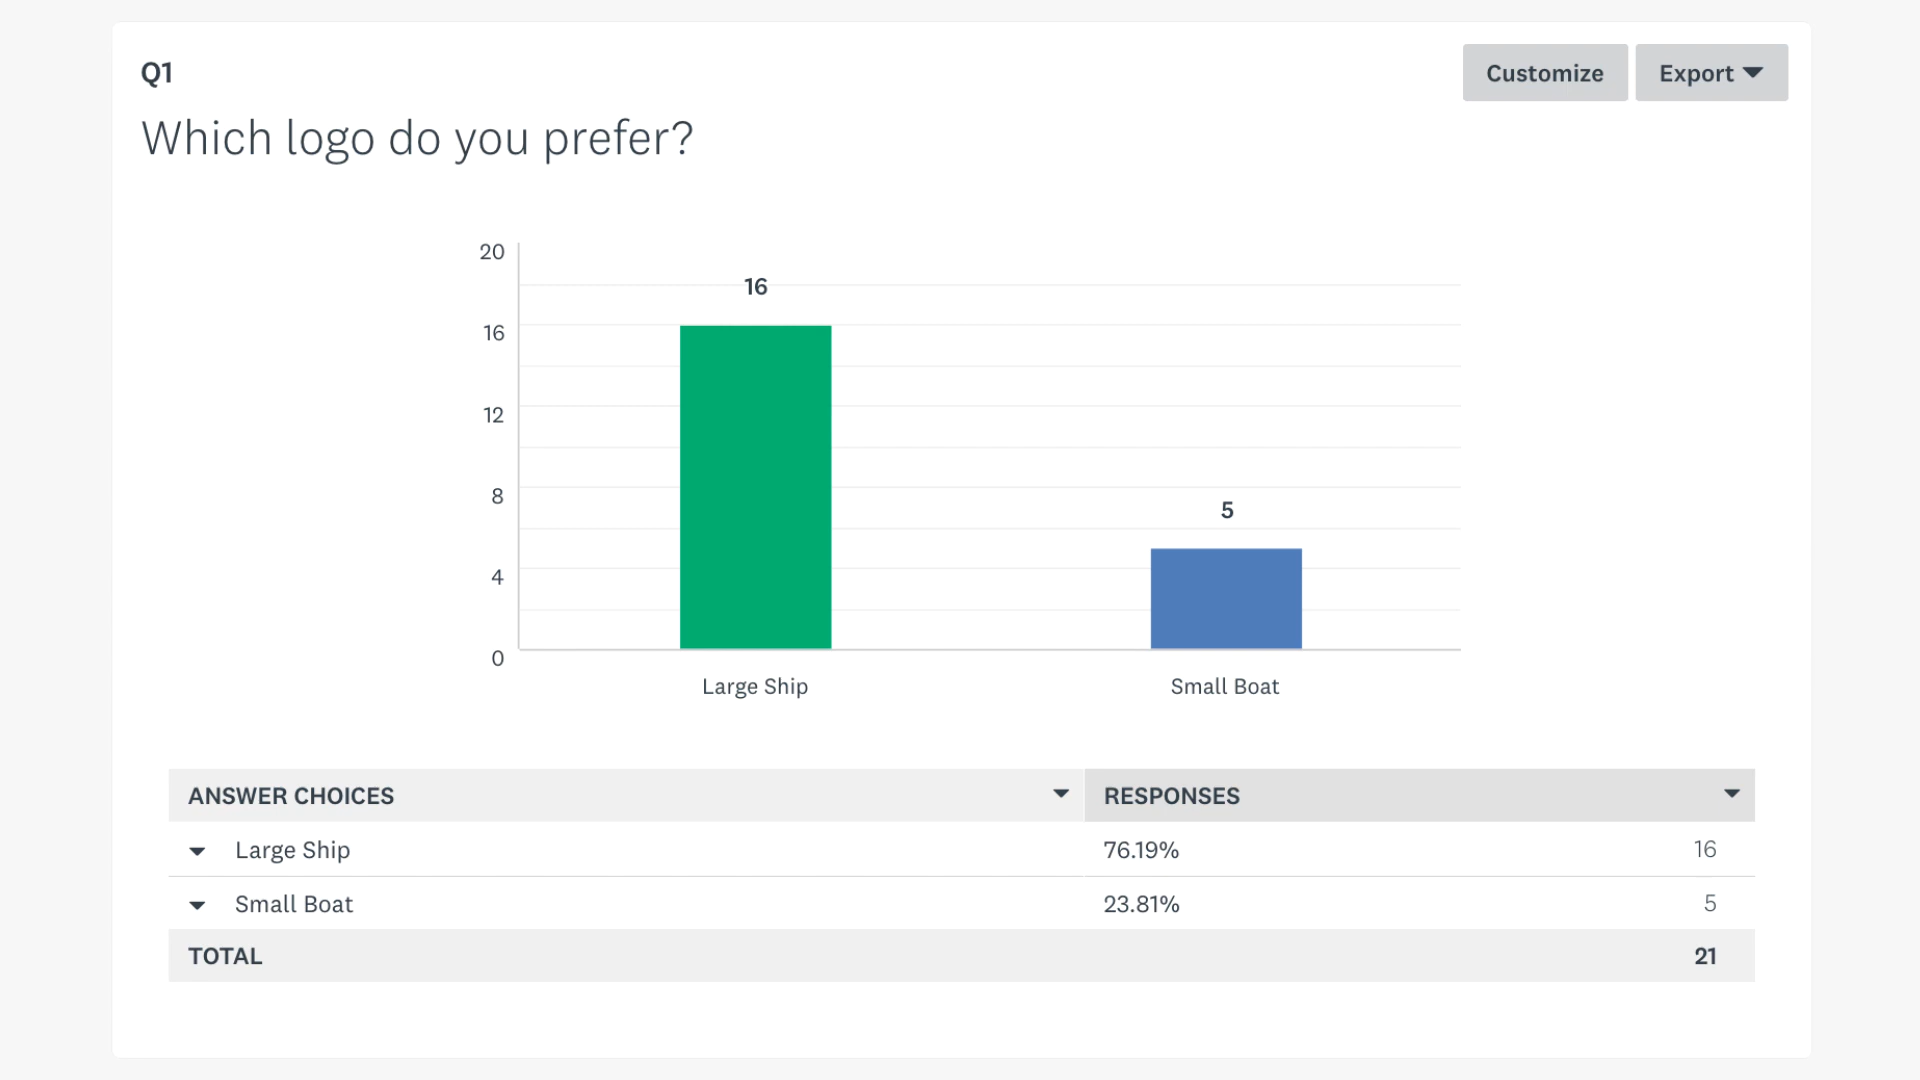 Q1
Customize
Export
Which logo do you prefer?
20
16
12
8
4
0
16
5
Large Ship
Small Boat
ANSWER CHOICES
RESPONSES
Large Ship 76.19% 16
Small Boat 23.81% 5
TOTAL 21